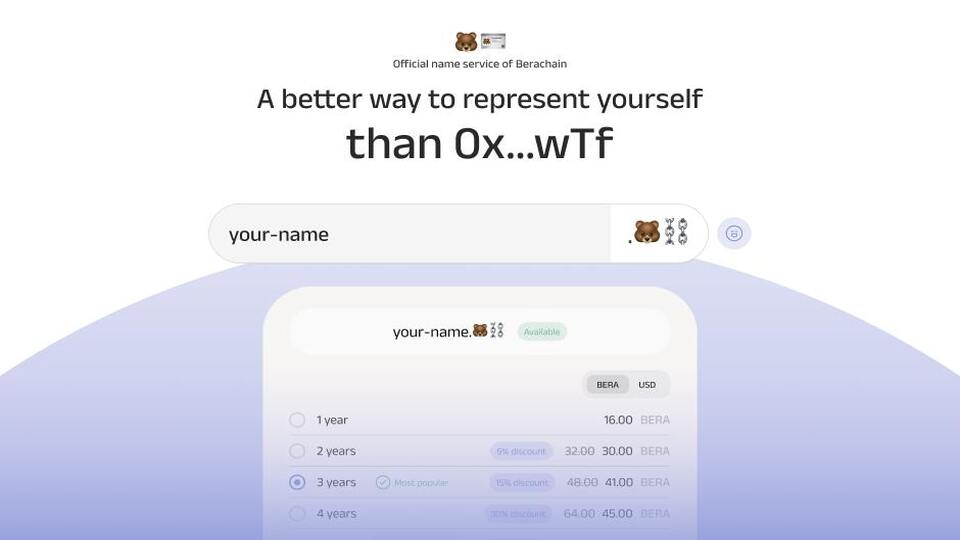 Official name service of Berachain
A better way to represent yourself
than 0x...wTf
your-name
.🐻⛓️⛓️
your-name.🐻⛓️⛓️ Available
BERA USD
1 year 16.00 BERA
2 years 5% discount 32.00 30.00 BERA
3 years Most popular 15% discount 48.00 41.00 BERA
4 years 30% discount 64.00 45.00 BERA